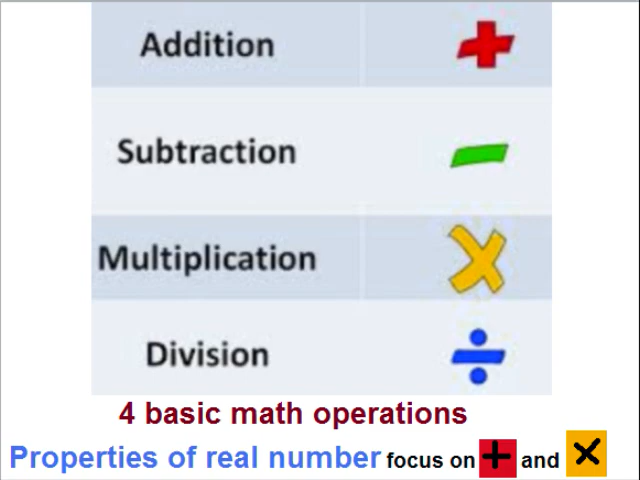 Addition +
Subtraction −
Multiplication ×
Division ÷
4 basic math operations
Properties of real number focus on + and ×